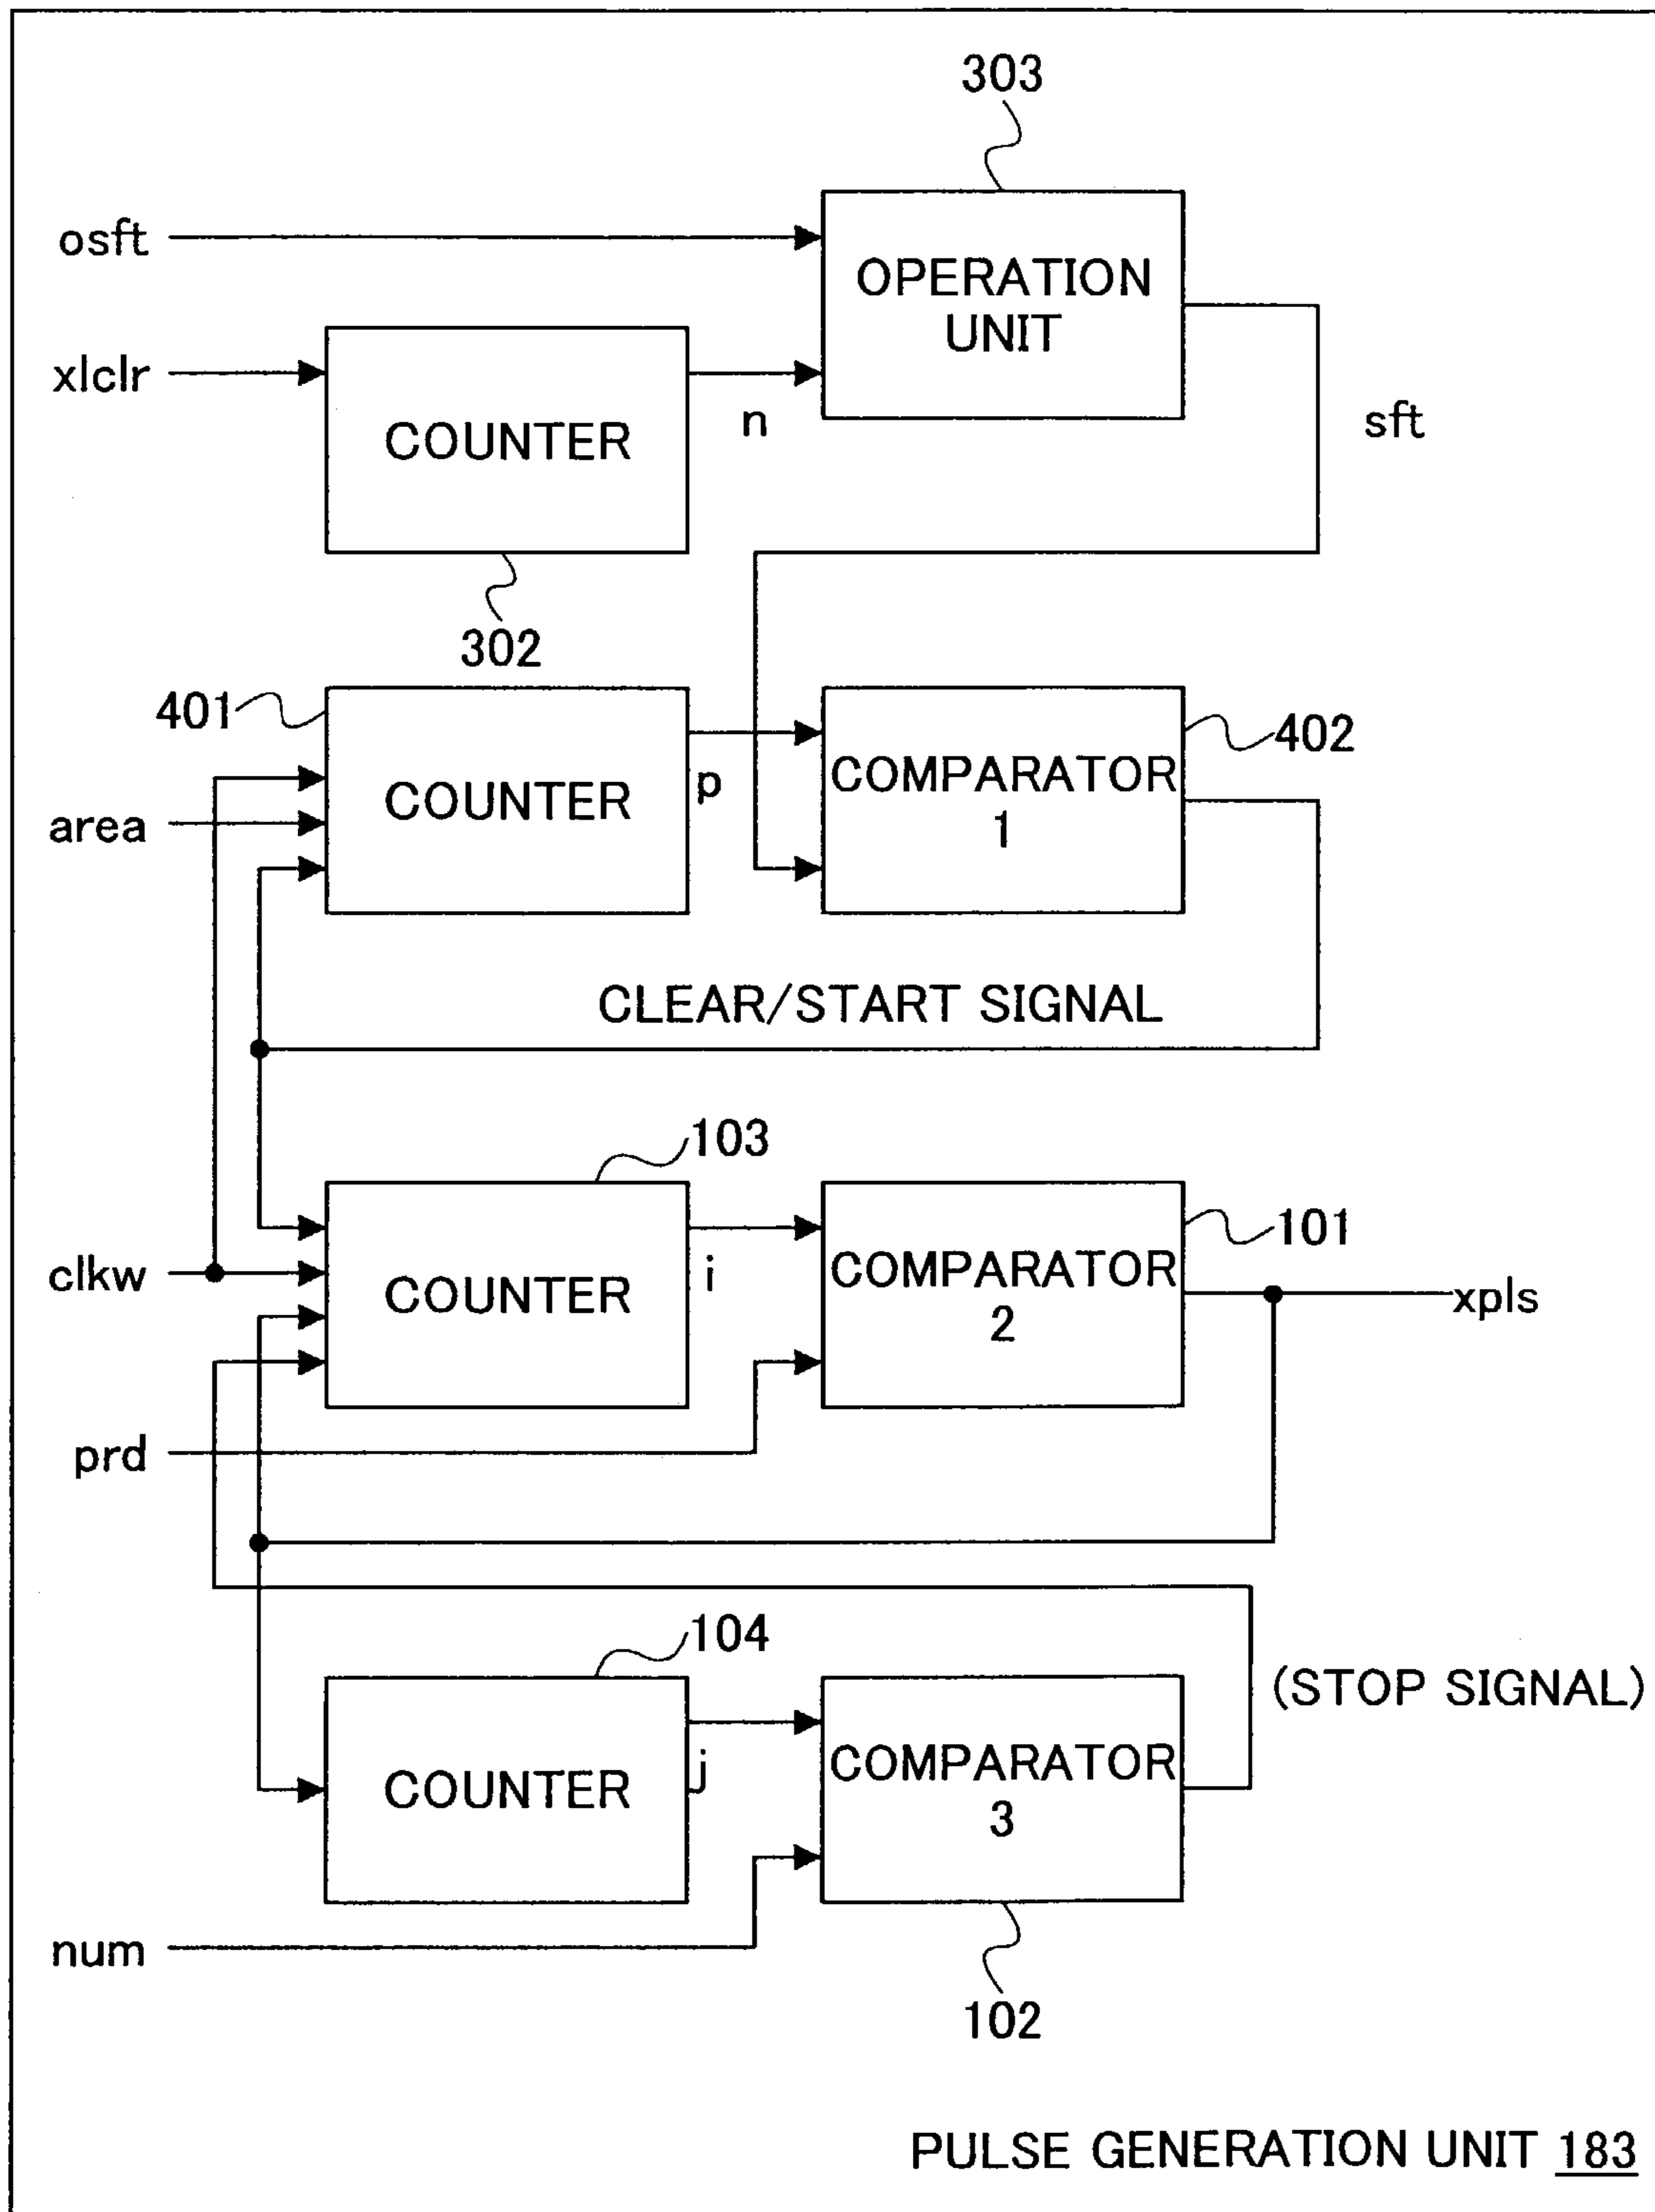 303
osft
OPERATION
UNIT
xlclr
COUNTER
n
sft
302
401
402
COUNTER
p
COMPARATOR
1
area
CLEAR/START SIGNAL
103
101
clkw
COUNTER
i
COMPARATOR
2
xpls
prd
104
(STOP SIGNAL)
COUNTER
j
COMPARATOR
3
num
102
PULSE GENERATION UNIT 183